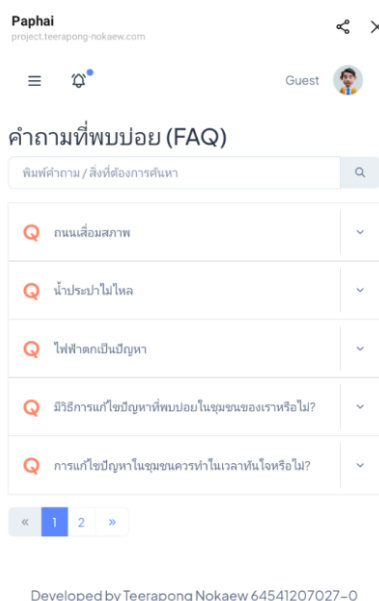 Paphai
project.teerapong-nokaew.com
Guest
คำถามที่พบบ่อย (FAQ)
พิมพ์คำถาม / สิ่งที่ต้องการค้นหา
Q ถนนเสื่อมสภาพ
Q น้ำประปาไม่ไหล
Q ไฟฟ้าตกเป็นปัญหา
Q มีวิธีการแก้ไขปัญหาที่พบบ่อยในชุมชนของเราหรือไม่?
Q การแก้ไขปัญหาในชุมชนควรทำในเวลาทันใจหรือไม่?
« 1 2 »
Developed by Teerapong Nokaew 64541207027-0